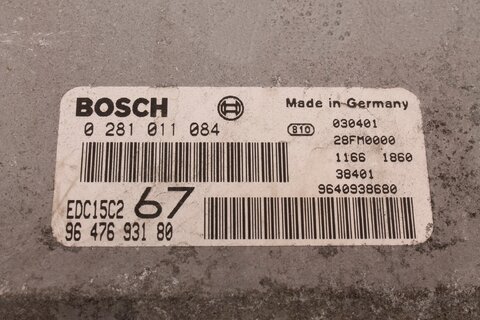 BOSCH
Made in Germany
0 281 011 084
810
030401
28FM0000
1166 1860
38401
9640938680
EDC15C2 67
96 476 931 80